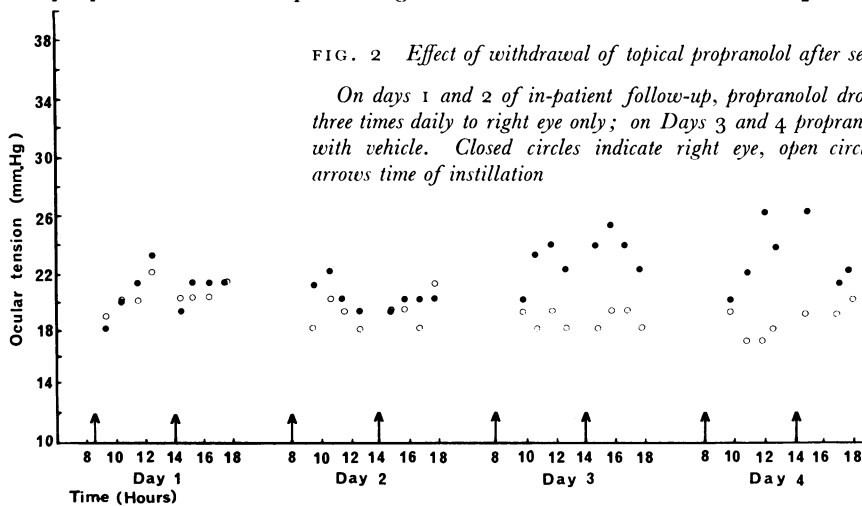 FIG. 2 Effect of withdrawal of topical propranolol after se
On days 1 and 2 of in-patient follow-up, propranolol dro
three times daily to right eye only; on Days 3 and 4 propran
with vehicle. Closed circles indicate right eye, open circ
arrows time of instillation
Ocular tension (mm,Hg)
38
34
30
26
22
18
14
10
8 10 12 14 16 18 8 10 12 14 16 18 8 10 12 14 16 18 8 10 12 14 16 18
Day 1 Day 2 Day 3 Day 4
Time (Hours)